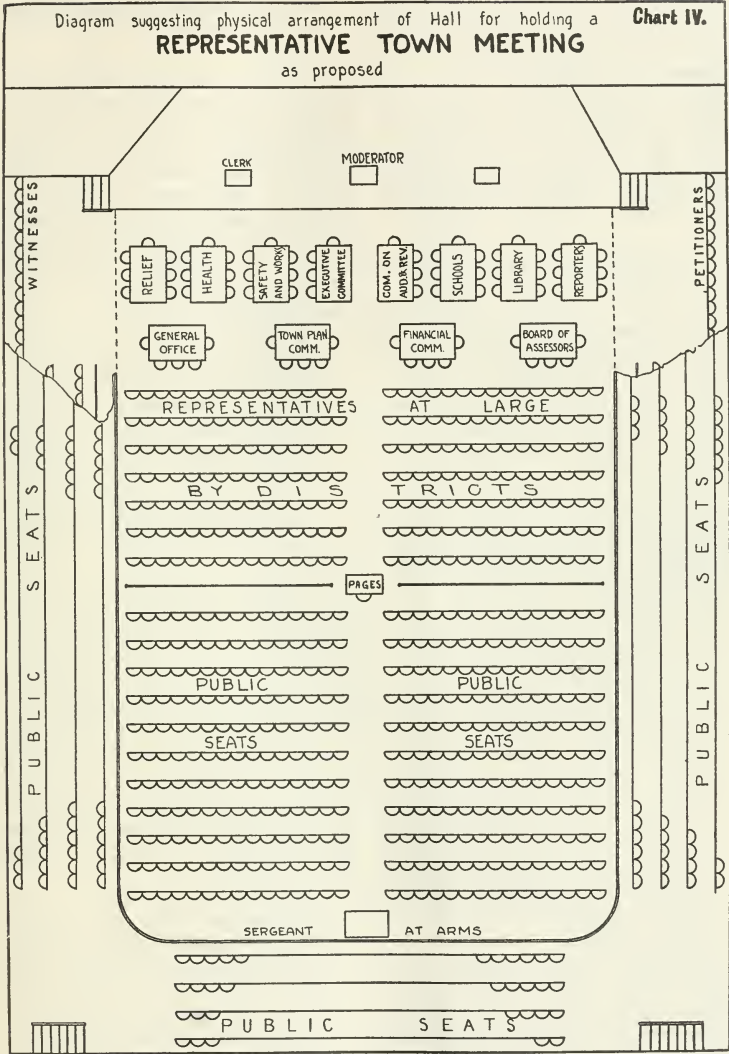 Diagram suggesting physical arrangement of Hall for holding a
Chart IV.
REPRESENTATIVE TOWN MEETING
as proposed
CLERK
MODERATOR
WITNESSES
PETITIONERS
RELIEF
HEALTH
SAFETY
AND WORKS
EXECUTIVE
COMMITTEE
COM. ON
AUD. & REV.
SCHOOLS
LIBRARY
REPORTERS
GENERAL
OFFICE
TOWN PLAN
COMM.
FINANCIAL
COMM.
BOARD OF
ASSESSORS
REPRESENTATIVES AT LARGE
BY DISTRICTS
PAGES
PUBLIC SEATS
PUBLIC SEATS
PUBLIC
SEATS
PUBLIC
SEATS
SERGEANT AT ARMS
PUBLIC SEATS